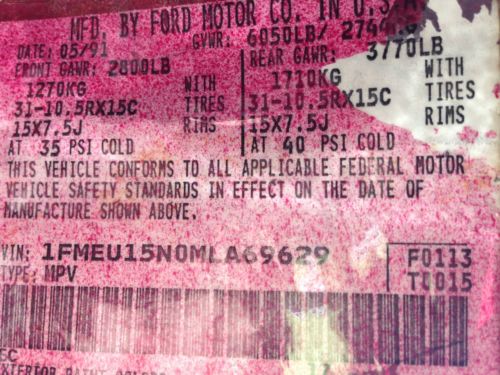 MFD. BY FORD MOTOR CO. IN U.S.A.
DATE: 05/91 GVWR: 6050LB/
FRONT GAWR: 2800LB REAR GAWR: 3770LB
1270KG WITH 1710KG WITH
31-10.5RX15C TIRES 31-10.5RX15C TIRES
15X7.5J RIMS 15X7.5J RIMS
AT 35 PSI COLD AT 40 PSI COLD
THIS VEHICLE CONFORMS TO ALL APPLICABLE FEDERAL MOTOR
VEHICLE SAFETY STANDARDS IN EFFECT ON THE DATE OF
MANUFACTURE SHOWN ABOVE.
VIN: 1FMEU15N0MLA69629 F0113
TYPE: MPV T0015